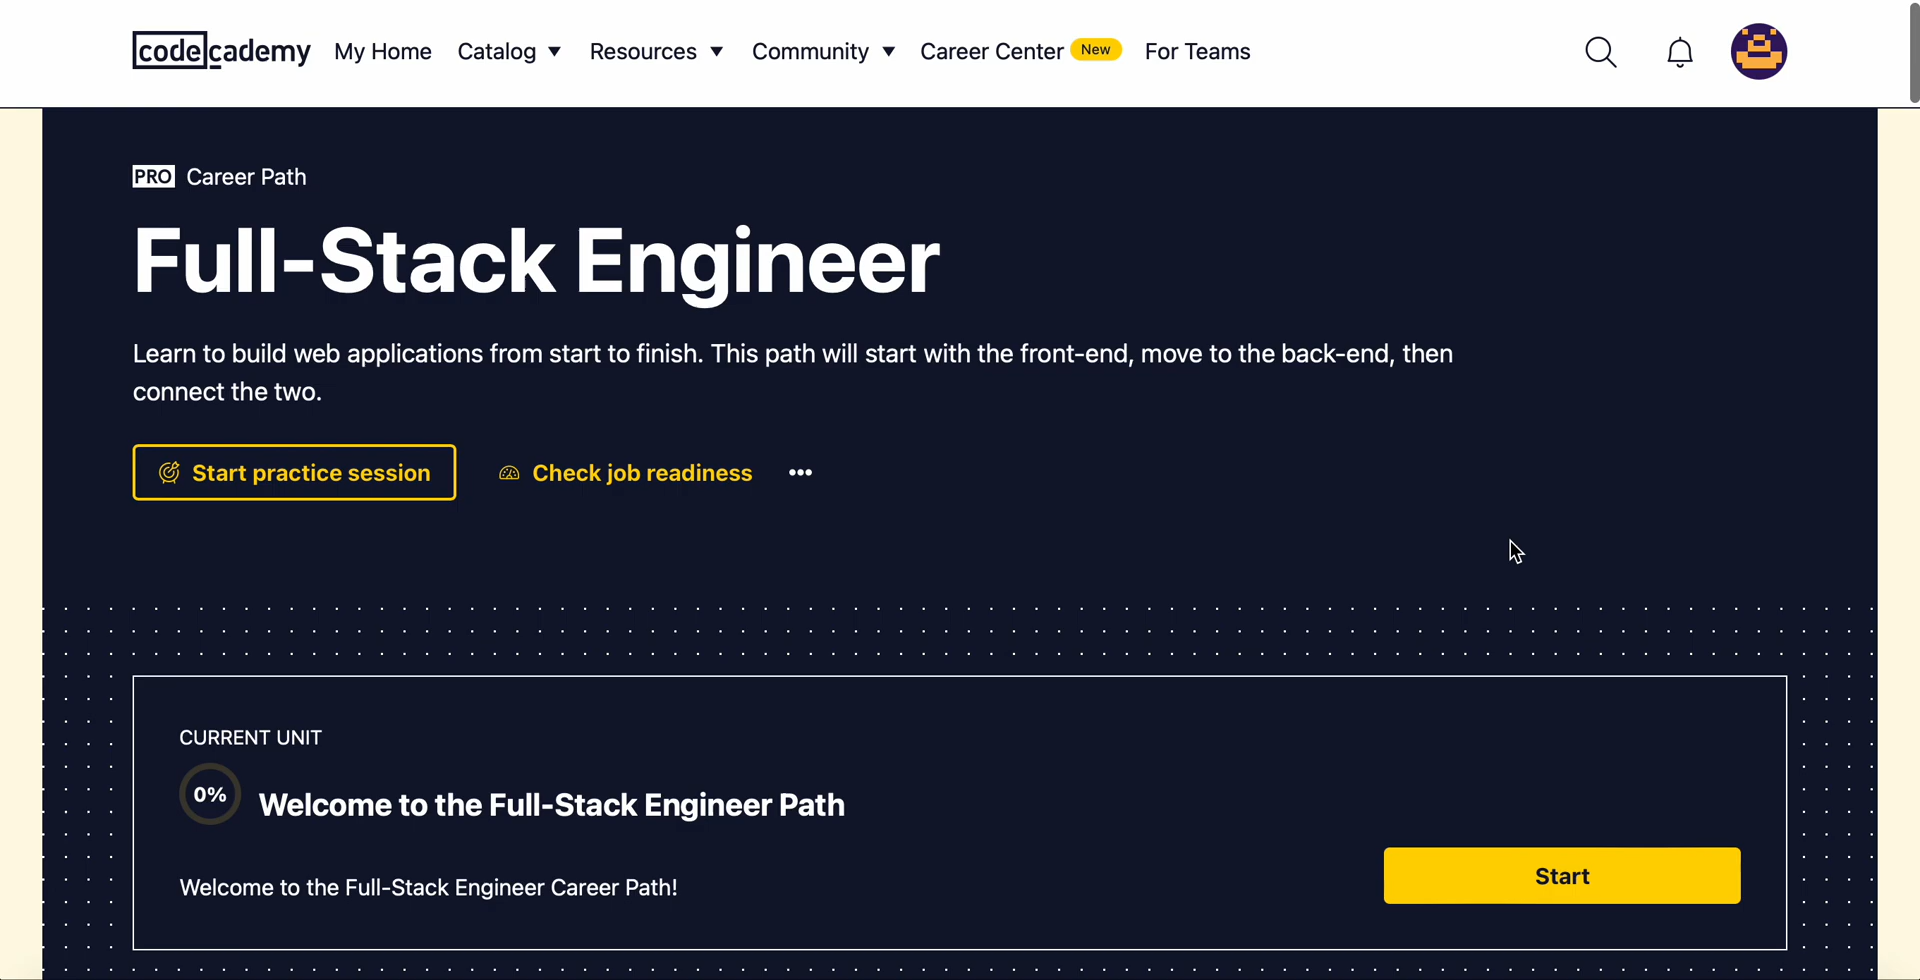 codecademy My Home Catalog Resources Community Career Center New For Teams
PRO Career Path
Full-Stack Engineer
Learn to build web applications from start to finish. This path will start with the front-end, move to the back-end, then
connect the two.
Start practice session Check job readiness •••
CURRENT UNIT
0% Welcome to the Full-Stack Engineer Path
Welcome to the Full-Stack Engineer Career Path!
Start